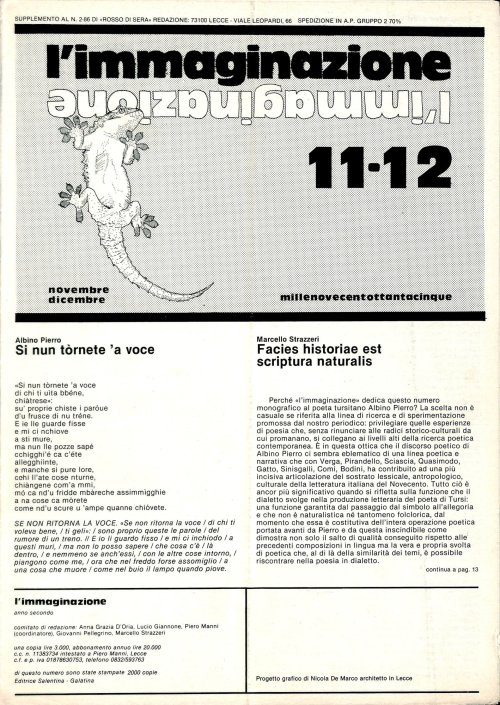 SUPPLEMENTO AL N. 2·86 DI «ROSSO DI SERA» REDAZIONE: 73100 LECCE - VIALE LEOPARDI, 66 SPEDIZIONE IN A.P. GRUPPO 2 70%
l'immaginazione
l'immaginazione
11-12
novembre
dicembre
millenovecentottantacinque
Albino Pierro
Si nun tòrnete 'a voce
«Si nun tòrnete 'a voce
di chi ti uita bbéne,
chiàtrese»:
su' proprie chiste i paróue
d'u frusce di nu tréne.
E ie lle guarde fisse
e mi ci nchiove
a sti mure,
ma nun lle pozze sapé
cchigghi'è ca c'éte
allegghiinte,
e manche si pure lore,
cchi ll'ate cose nturne,
chiàngene com'a mmi,
mó ca nd'u fridde mbàreche assimmigghie
a na cose ca mórete
come nd'u scure u 'ampe quanne chiòvete.
SE NON RITORNA LA VOCE. «Se non ritorna la voce / di chi ti
voleva bene, / ti geli»: / sono proprio queste le parole / del
rumore di un treno. // E io li guardo fisso / e mi ci inchiodo / a
questi muri, / ma non lo posso sapere / che cosa c'è / là
dentro, / e nemmeno se anch'essi, / con le altre cose intorno, /
piangono come me, / ora che nel freddo forse assomiglio / a
una cosa che muore / come nel buio il lampo quando piove.
Marcello Strazzeri
Facies historiae est
scriptura naturalis
Perché «l'immaginazione» dedica questo numero
monografico al poeta tursitano Albino Pierro? La scelta non è
casuale se riferita alla linea di ricerca e di sperimentazione
promossa dal nostro periodico: privilegiare quelle esperienze
di poesia che, senza rinunciare alle radici storico-culturali da
cui promanano, si collegano ai livelli alti della ricerca poetica
contemporanea. È in questa ottica che il discorso poetico di
Albino Pierro ci sembra emblematico di una linea poetica e
narrativa che con Verga, Pirandello, Sciascia, Quasimodo,
Gatto, Sinisgalli, Comi, Bodini, ha contribuito ad una più
incisiva articolazione del sostrato lessicale, antropologico,
culturale della letteratura italiana del Novecento. Tutto ciò è
ancor più significativo quando si rifletta sulla funzione che il
dialetto svolge nella produzione letteraria del poeta di Tursi:
una funzione garantita dal passaggio dal simbolo all'allegoria
e che non è naturalistica né tantomeno folclorica, dal
momento che essa è costitutiva dell'intera operazione poetica
portata avanti da Pierro e da questa inscindibile come
dimostra non solo il salto di qualità conseguito rispetto alle
precedenti composizioni in lingua ma la vera e propria svolta
di poetica che, al di là della similarità dei temi, è possibile
riscontrare nella poesia in dialetto.
continua a pag. 13
l'immaginazione
anno secondo
comitato di redazione: Anna Grazia D'Oria, Lucio Giannone, Piero Manni
(coordinatore), Giovanni Pellegrino, Marcello Strazzeri
una copia lire 3.000, abbonamento annuo lire 20.000
c.c. n. 11383734 intestato a Piero Manni, Lecce
c.f. e p. iva 01878630753, telefono 0832/593763
di questo numero sono state stampate 2000 copie
Editrice Salentina - Galatina
Progetto grafico di Nicola De Marco architetto in Lecce